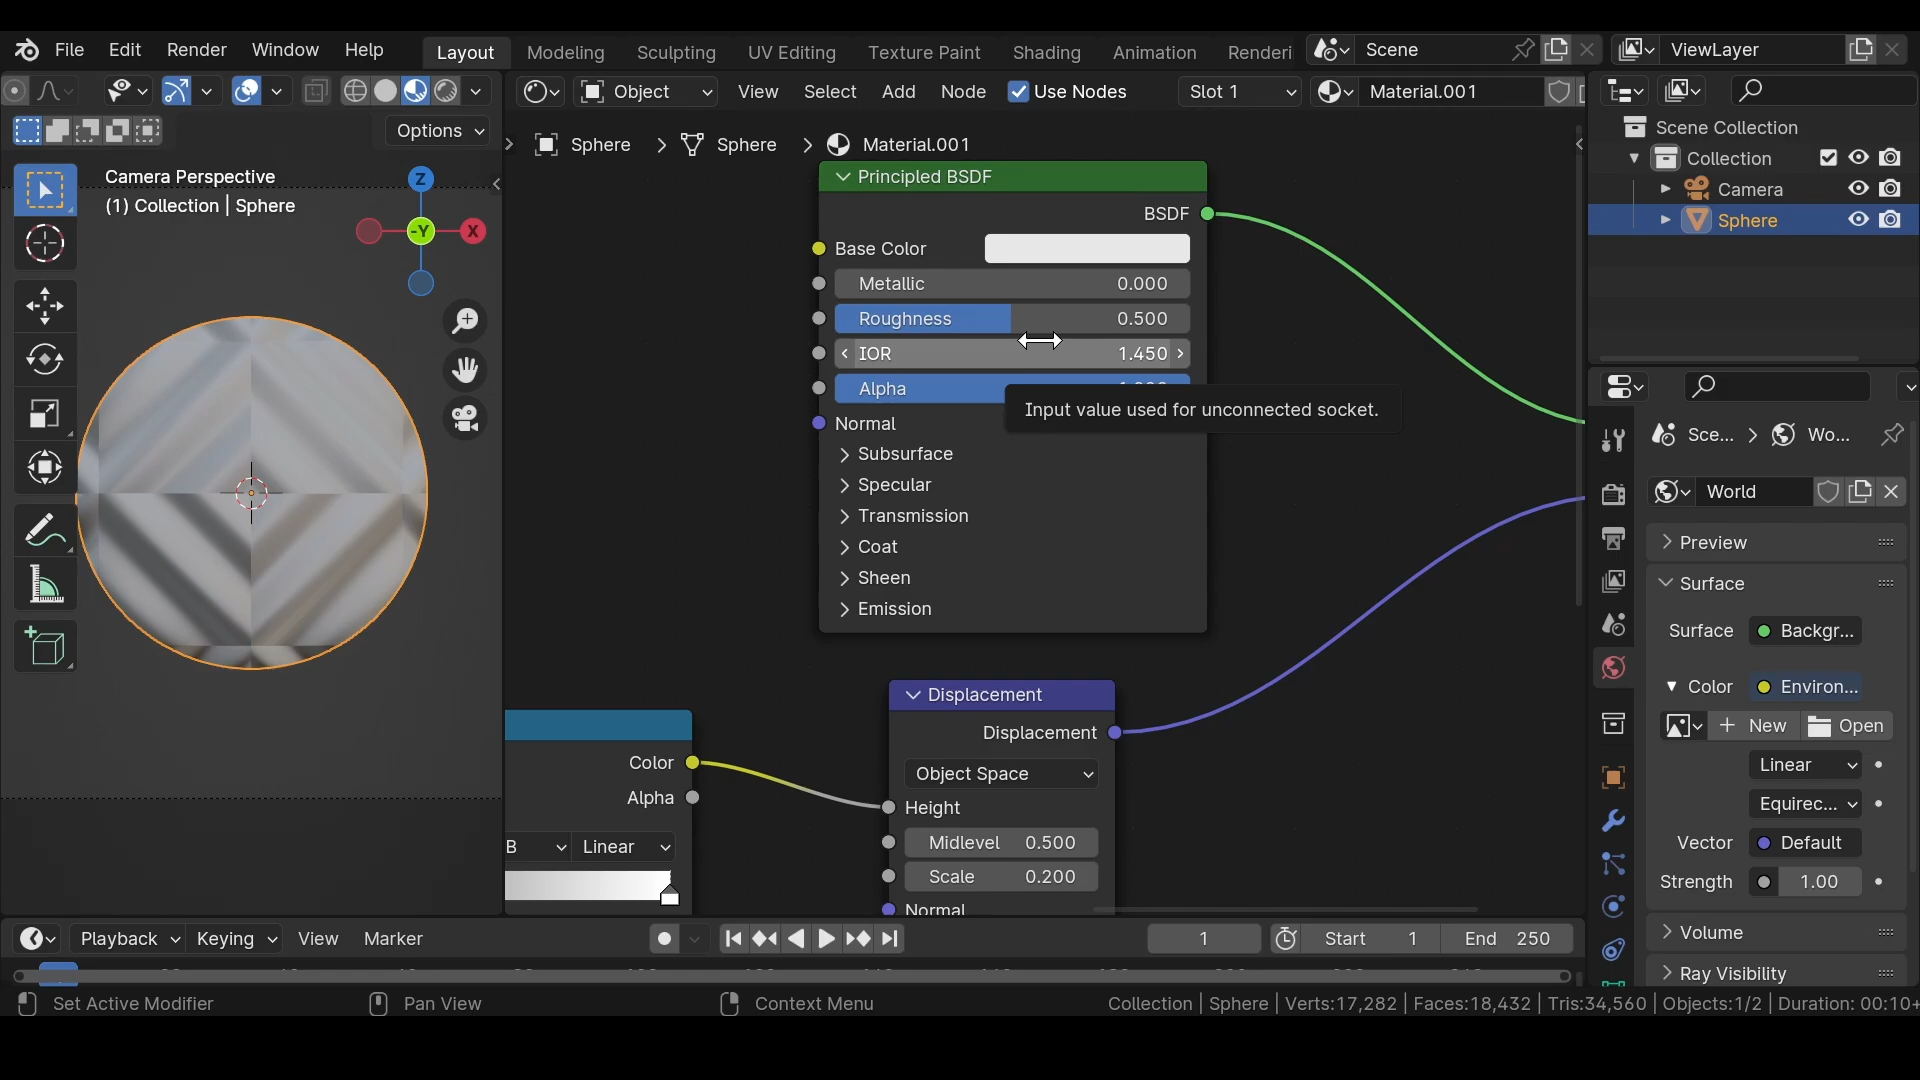 File Edit Render Window Help Layout Modeling Sculpting UV Editing Texture Paint Shading Animation Renderi Scene ViewLayer
Object View Select Add Node Use Nodes Slot 1 Material.001
Options
Sphere Sphere Material.001
Camera Perspective
(1) Collection | Sphere
Z
-Y X
Principled BSDF
BSDF
Base Color
Metallic 0.000
Roughness 0.500
IOR 1.450
Alpha
Input value used for unconnected socket.
Normal
Subsurface
Specular
Transmission
Coat
Sheen
Emission
Displacement
Displacement
Object Space
Height
Midlevel 0.500
Scale 0.200
Normal
Color
Alpha
B Linear
Scene Collection
Collection
Camera
Sphere
Sce... Wo...
World
Preview
Surface
Surface Backgr...
Color Environ...
New Open
Linear
Equirec...
Vector Default
Strength 1.00
Volume
Ray Visibility
Playback Keying View Marker 1 Start 1 End 250
Set Active Modifier Pan View Context Menu Collection | Sphere | Verts:17,282 | Faces:18,432 | Tris:34,560 | Objects:1/2 | Duration: 00:10+